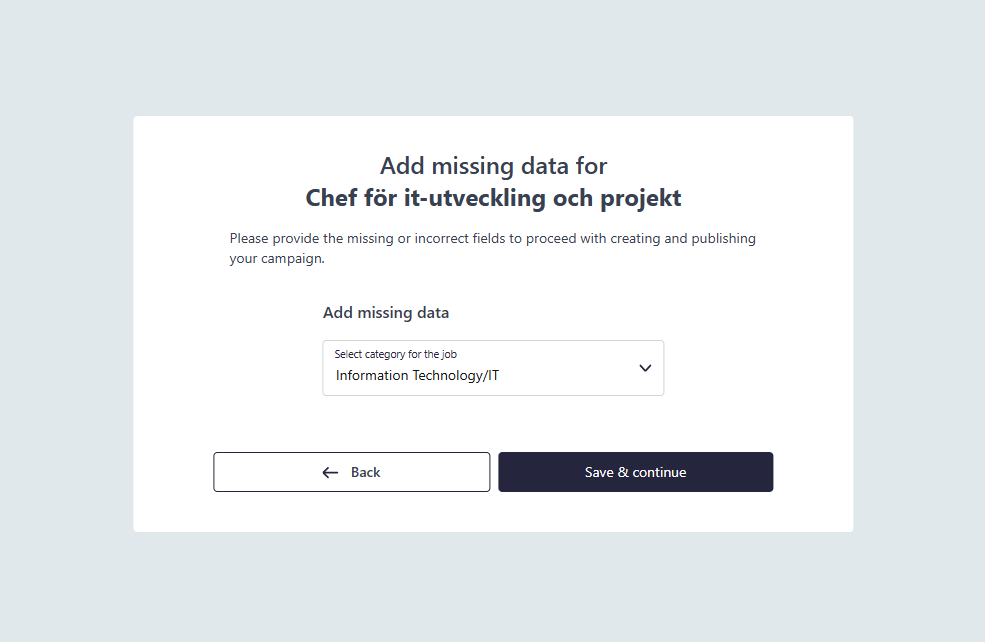 Add missing data for
Chef för it-utveckling och projekt
Please provide the missing or incorrect fields to proceed with creating and publishing
your campaign.
Add missing data
Select category for the job
Information Technology/IT
Back
Save & continue